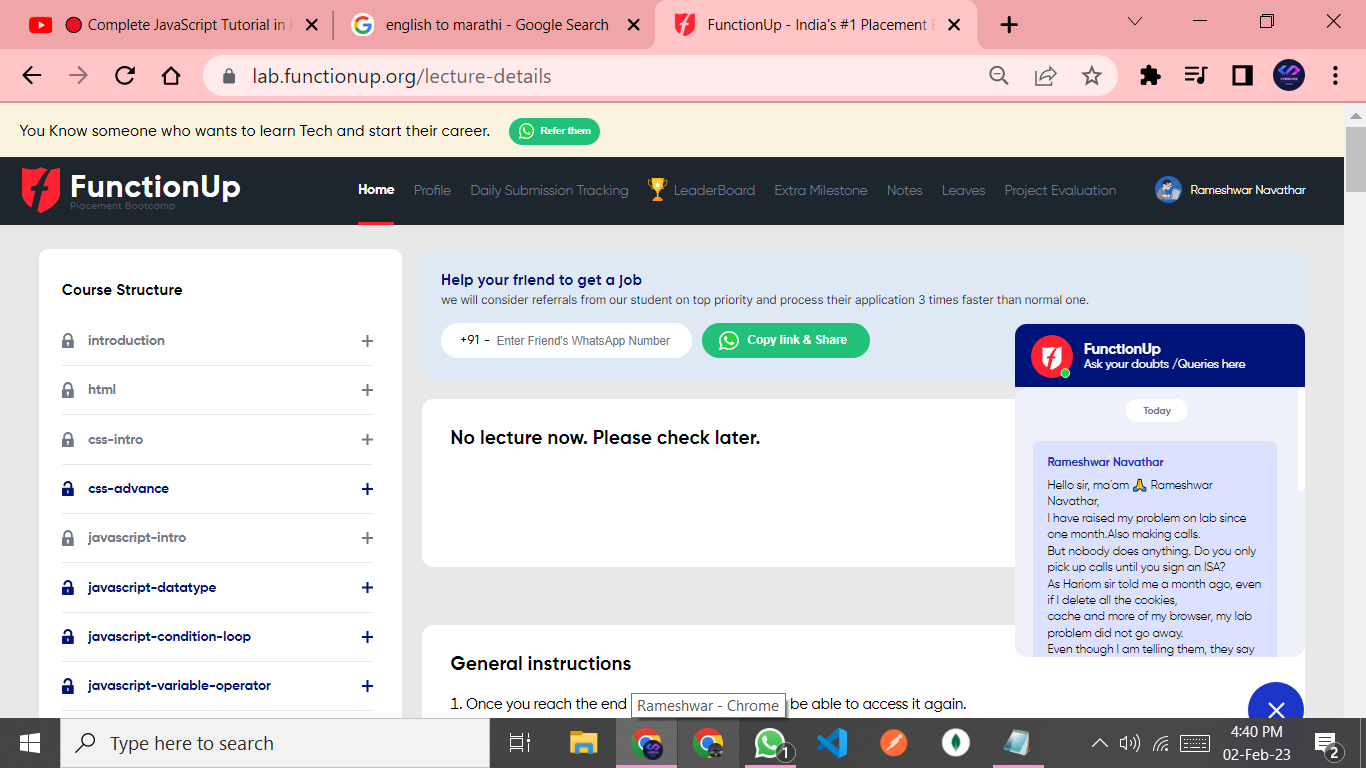 Complete JavaScript Tutorial in
english to marathi - Google Search
FunctionUp - India's #1 Placement
lab.functionup.org/lecture-details
You Know someone who wants to learn Tech and start their career.
Refer them
FunctionUp
Placement Bootcamp
Home
Profile
Daily Submission Tracking
LeaderBoard
Extra Milestone
Notes
Leaves
Project Evaluation
Rameshwar Navathar
Course Structure
introduction
html
css-intro
css-advance
javascript-intro
javascript-datatype
javascript-condition-loop
javascript-variable-operator
Help your friend to get a job
we will consider referrals from our student on top priority and process their application 3 times faster than normal one.
+91 - Enter Friend's WhatsApp Number
Copy link & Share
No lecture now. Please check later.
General instructions
1. Once you reach the end
be able to access it again.
Rameshwar - Chrome
FunctionUp
Ask your doubts /Queries here
Today
Rameshwar Navathar
Hello sir, ma'am 🙏 Rameshwar
Navathar,
I have raised my problem on lab since
one month.Also making calls.
But nobody does anything. Do you only
pick up calls until you sign an ISA?
As Hariom sir told me a month ago, even
if I delete all the cookies,
cache and more of my browser, my lab
problem did not go away.
Even though I am telling them, they say
Type here to search
1
4:40 PM
02-Feb-23
2